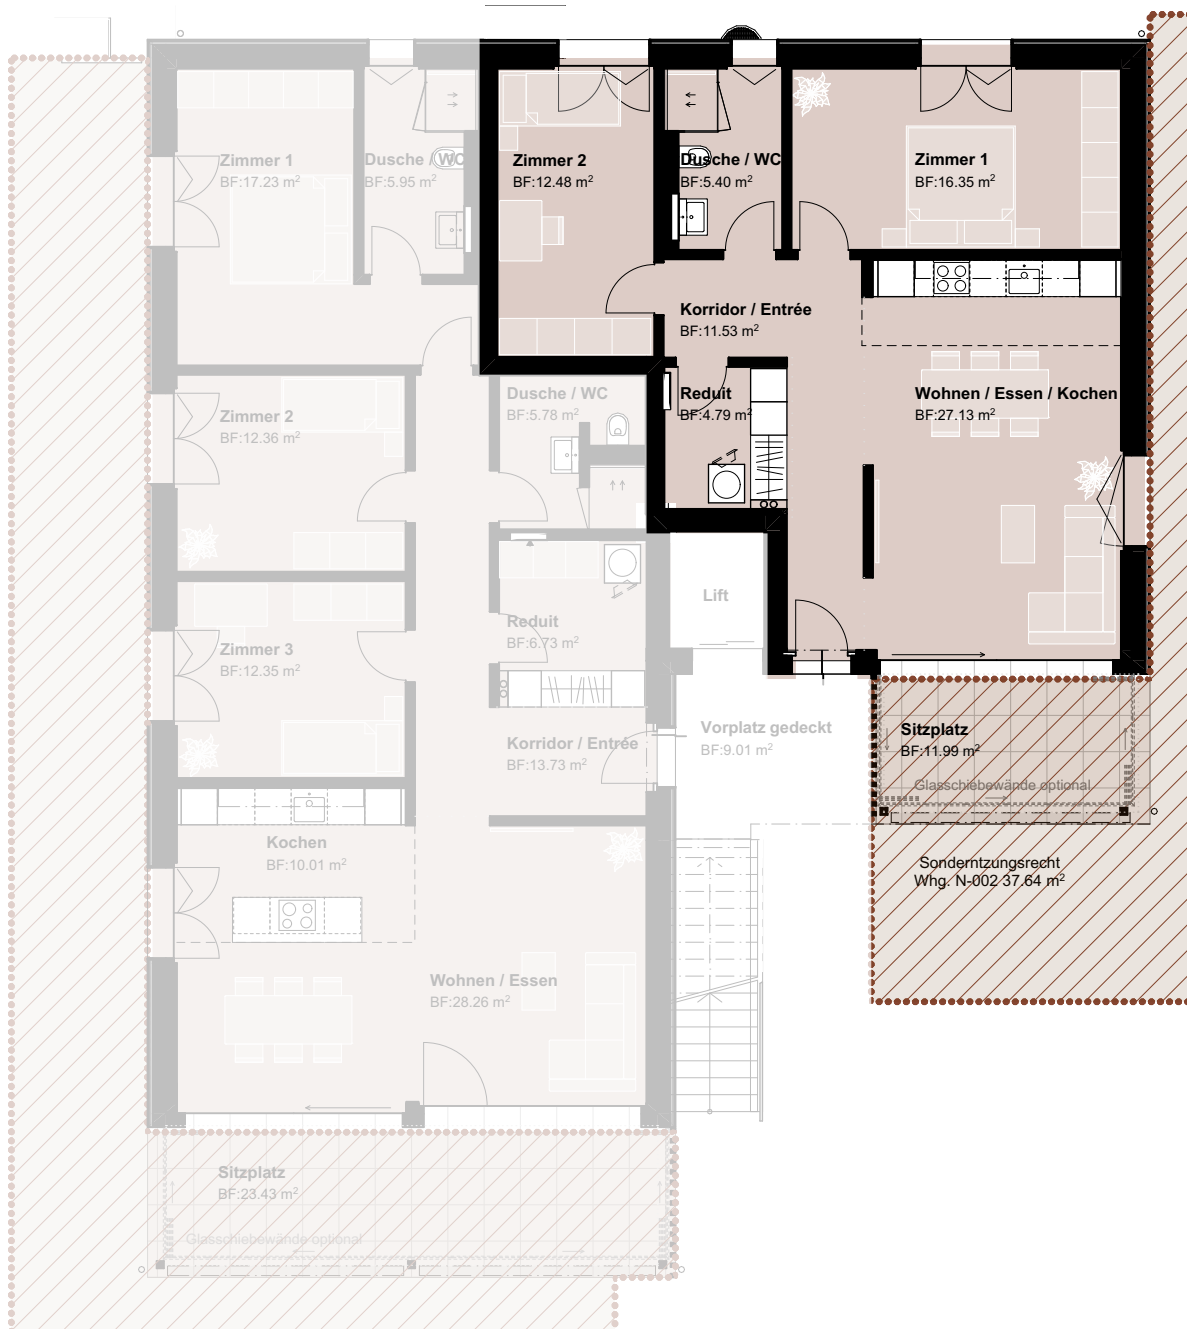 Zimmer 1
BF:17.23 m²
Dusche / WC
BF:5.95 m²
Zimmer 2
BF:12.48 m²
Dusche / WC
BF:5.40 m²
Zimmer 1
BF:16.35 m²
Korridor / Entrée
BF:11.53 m²
Zimmer 2
BF:12.36 m²
Dusche / WC
BF:5.78 m²
Reduit
BF:4.79 m²
Wohnen / Essen / Kochen
BF:27.13 m²
Lift
Zimmer 3
BF:12.35 m²
Reduit
BF:6.73 m²
Korridor / Entrée
BF:13.73 m²
Vorplatz gedeckt
BF:9.01 m²
Sitzplatz
BF:11.99 m²
Glasschiebewände optional
Kochen
BF:10.01 m²
Sonderntzungsrecht
Whg. N-002 37.64 m²
Wohnen / Essen
BF:28.26 m²
Sitzplatz
BF:23.43 m²
Glasschiebewände optional